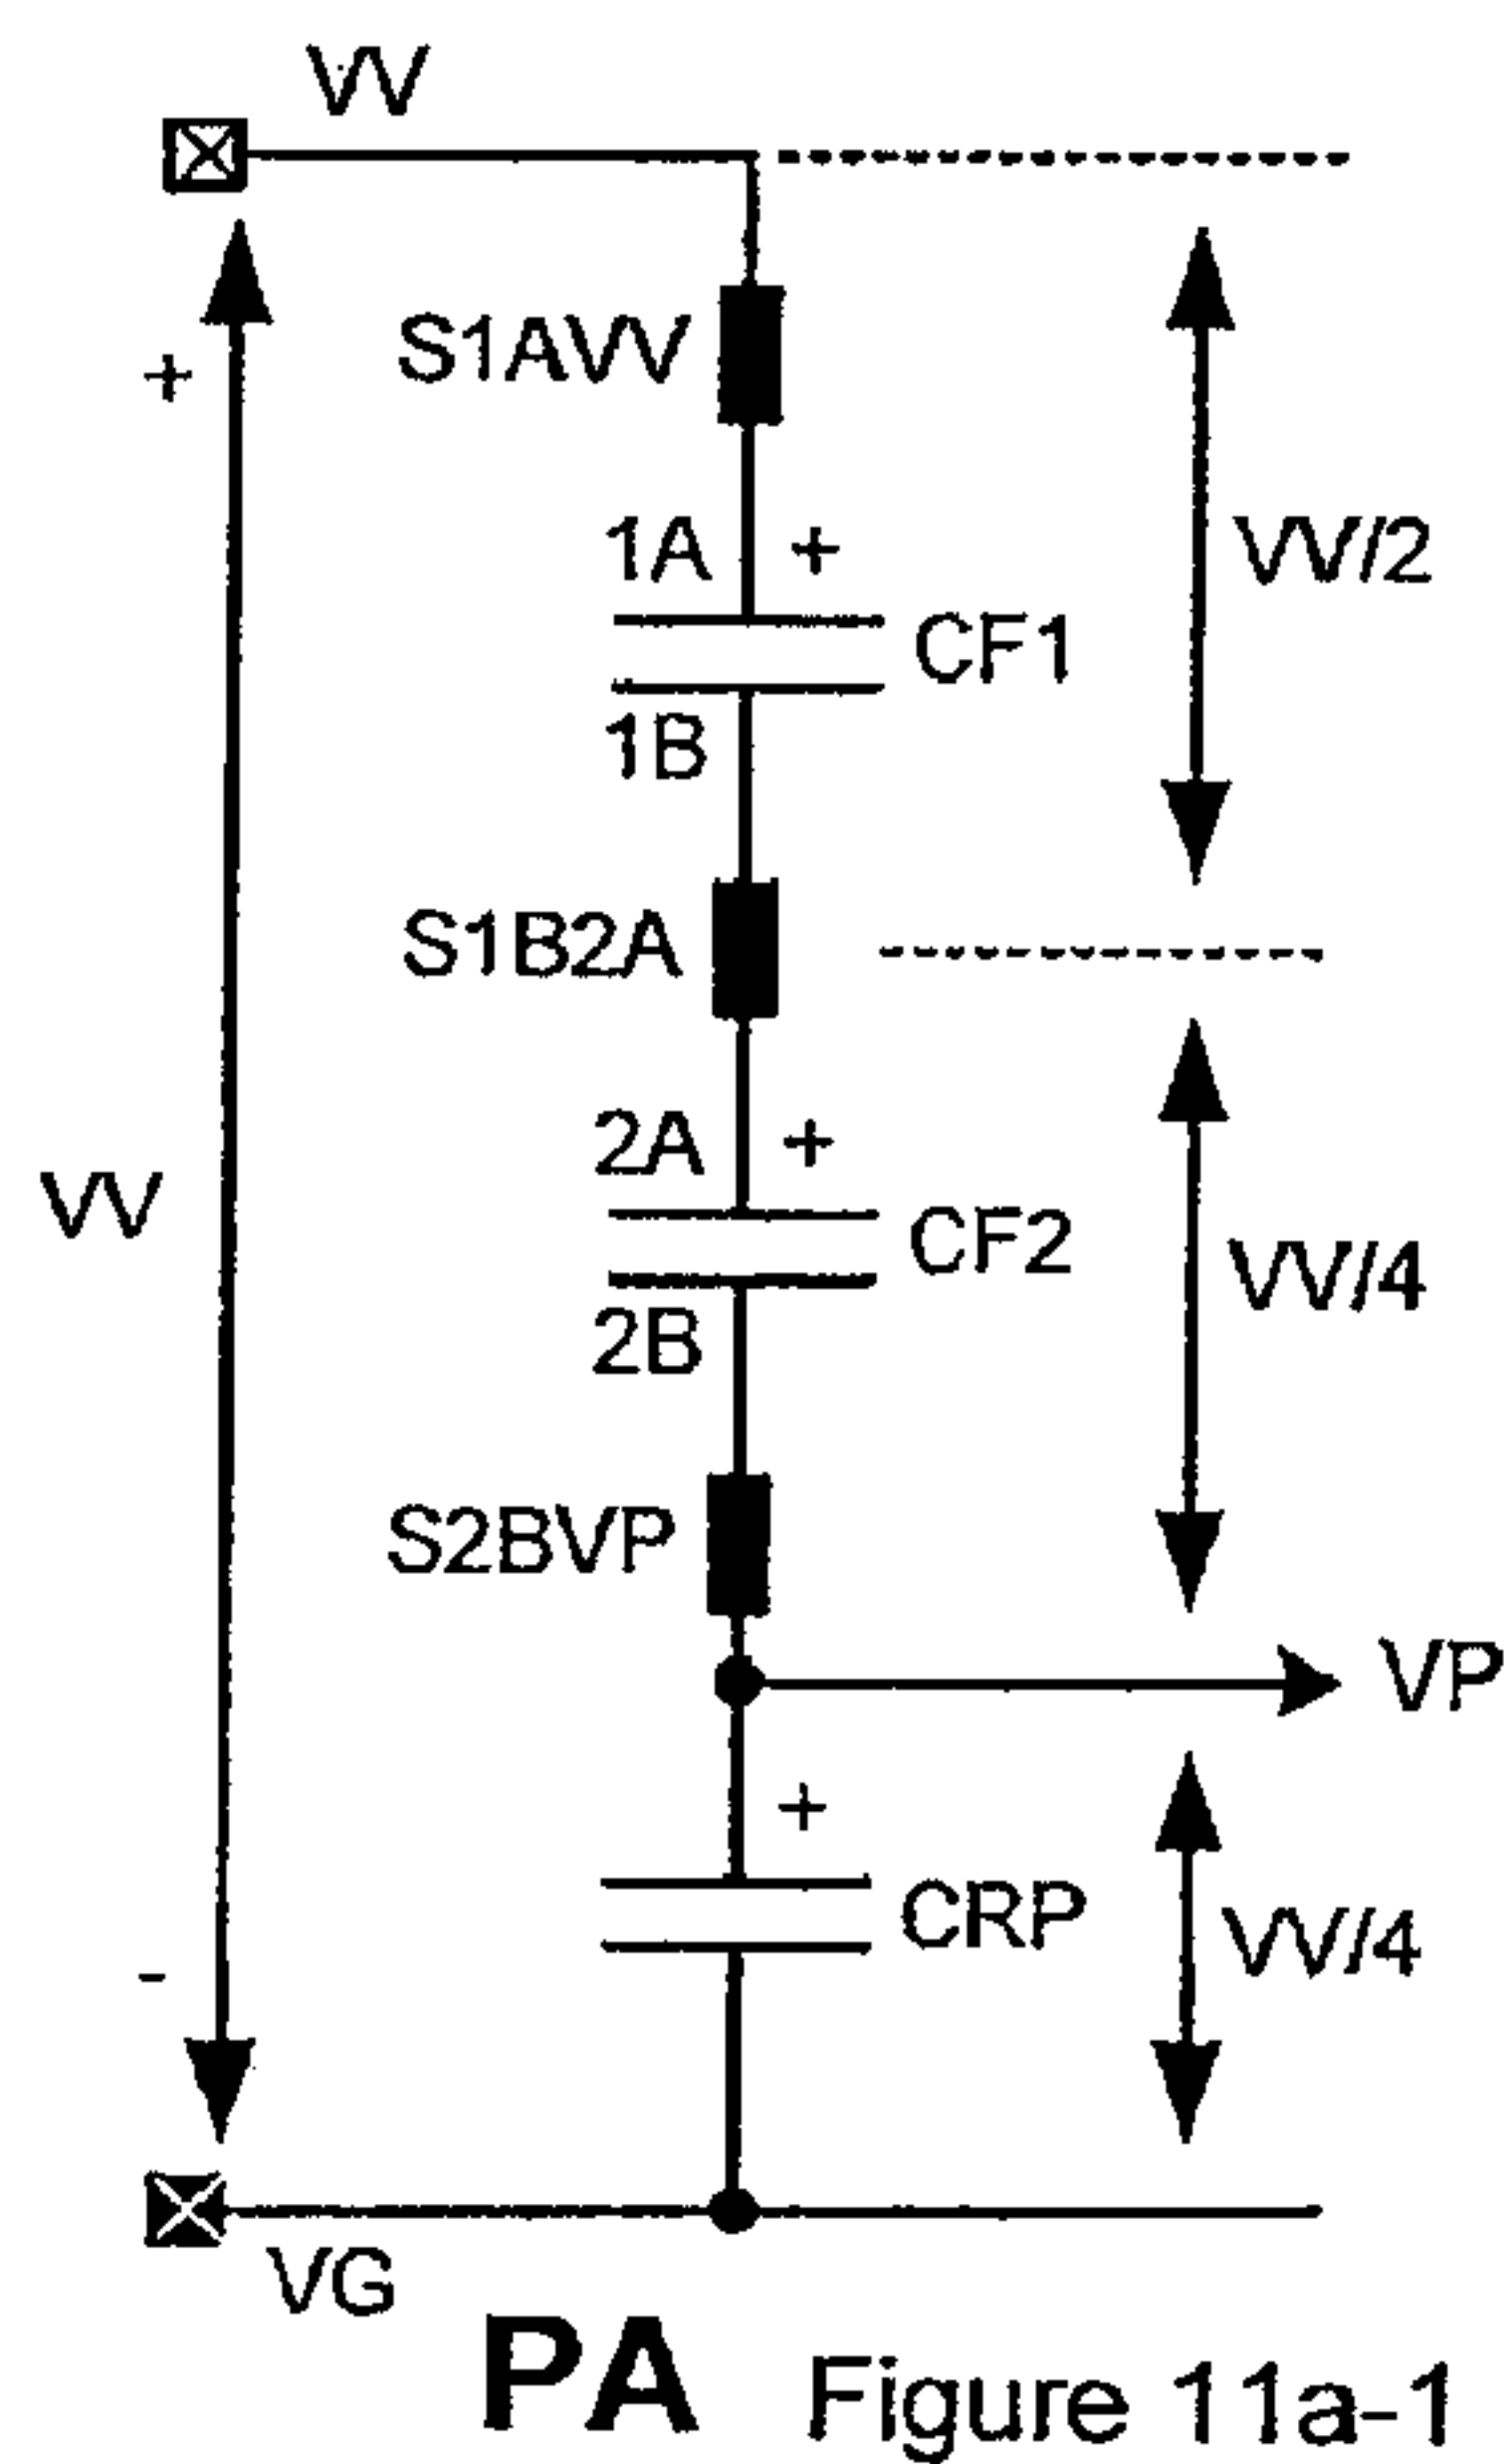 VV
S1AVV
+
1A +
VV/2
CF1
1B
S1B2A
2A +
VV
CF2
VV/4
2B
S2BVP
VP
+
CRP
VV/4
-
VG
PA Figure 11a-1